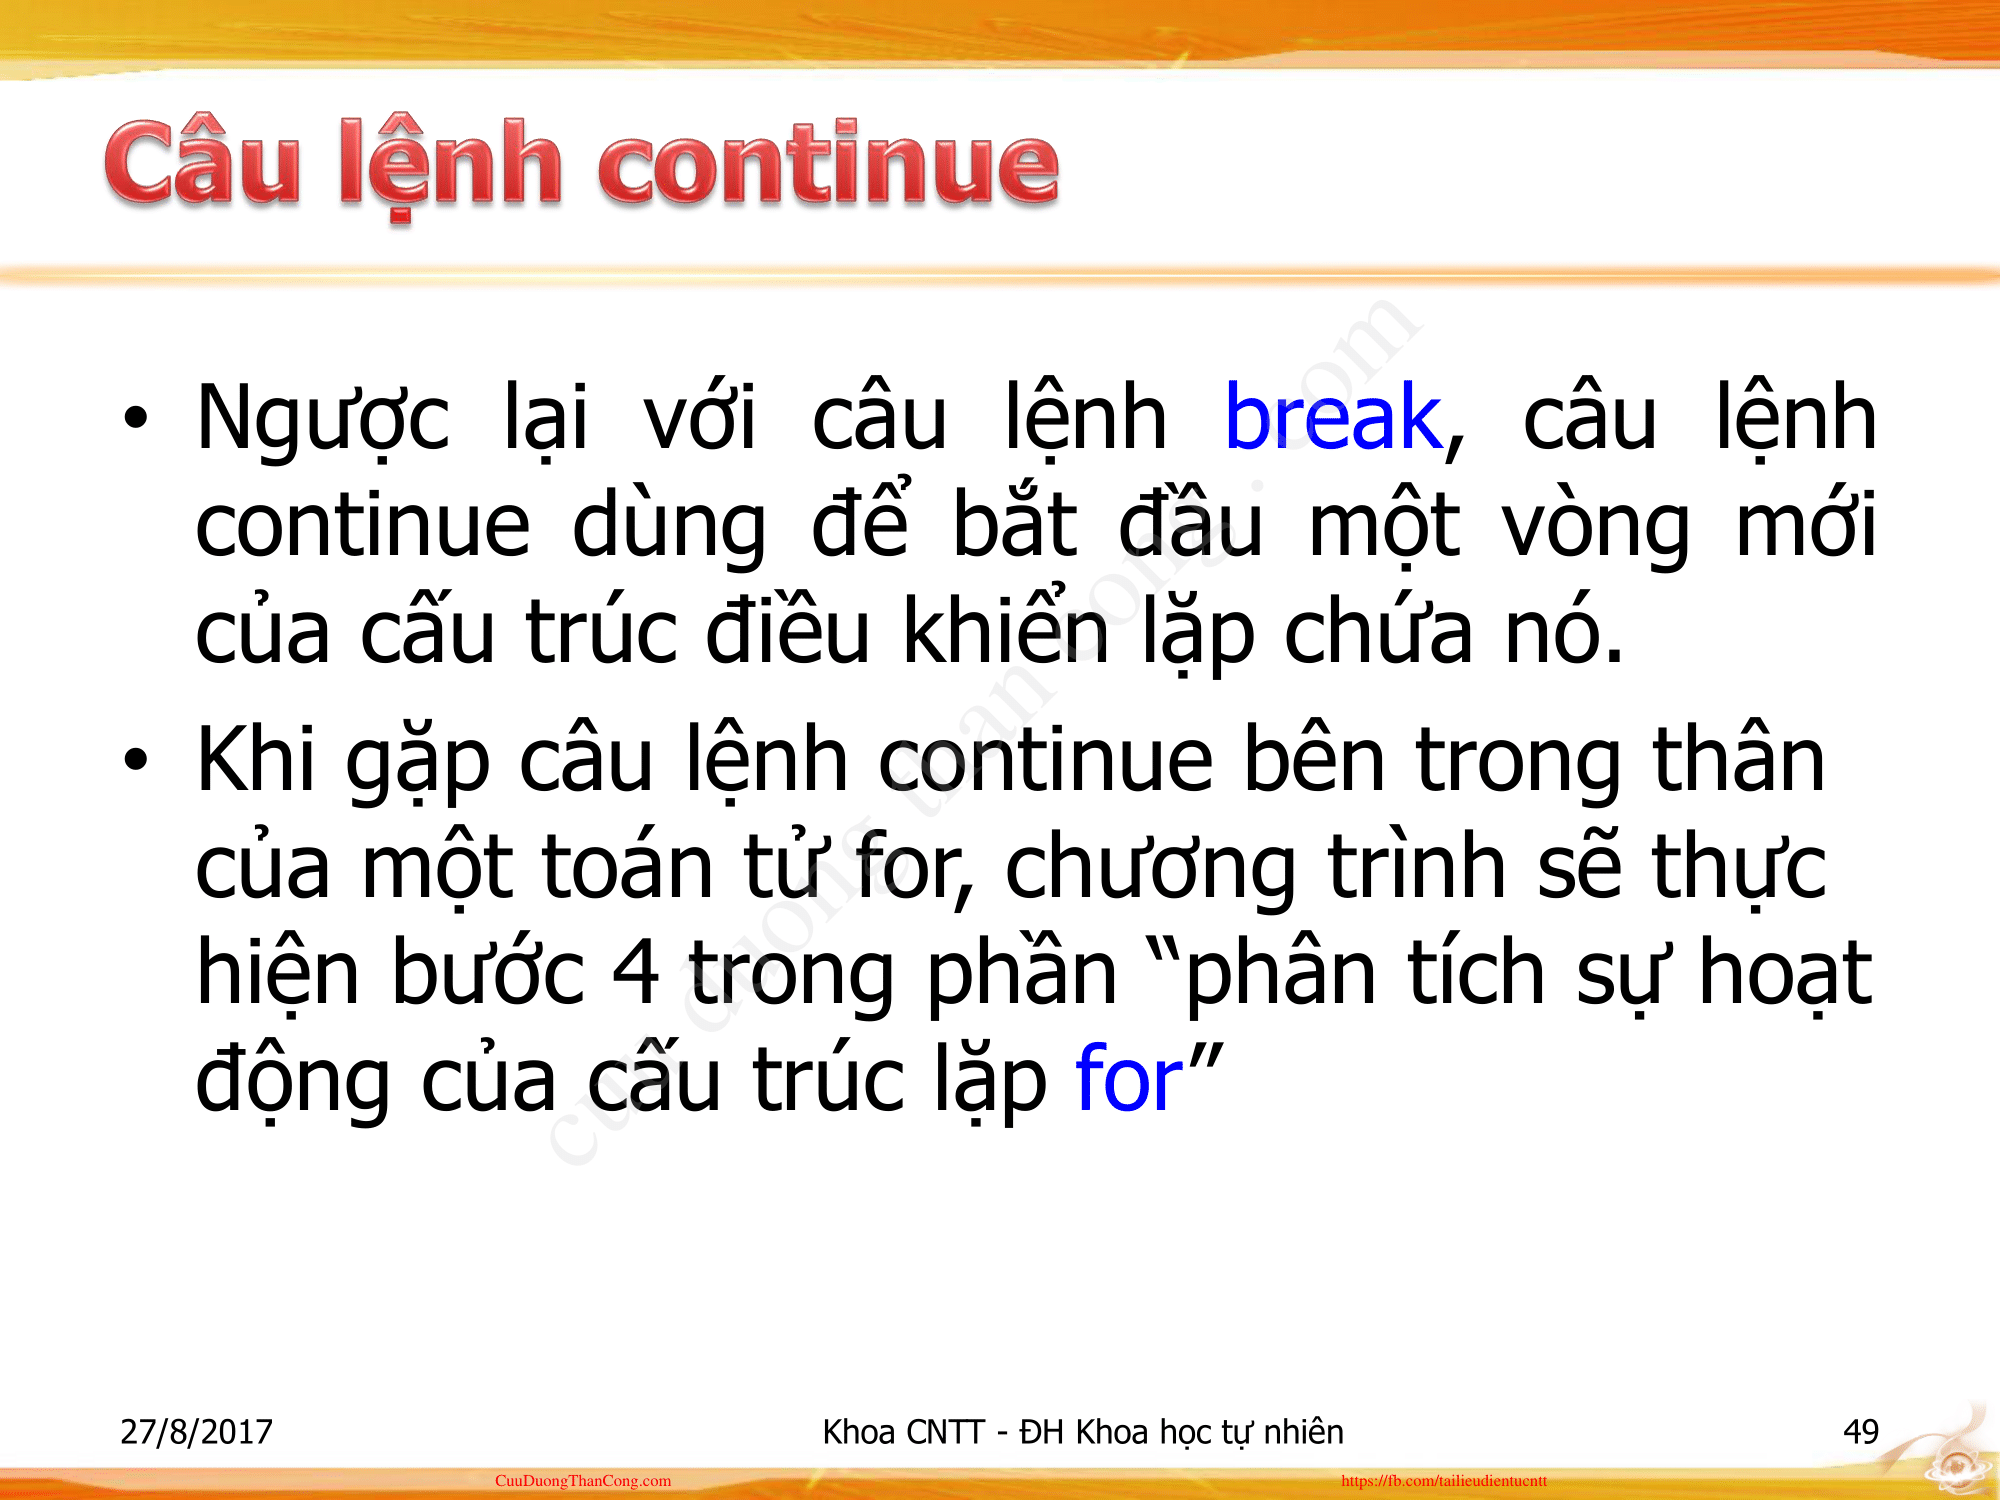 Câu lệnh continue
• Ngược lại với câu lệnh break, câu lệnh
continue dùng để bắt đầu một vòng mới
của cấu trúc điều khiển lặp chứa nó.
• Khi gặp câu lệnh continue bên trong thân
của một toán tử for, chương trình sẽ thực
hiện bước 4 trong phần “phân tích sự hoạt
động của cấu trúc lặp for”
cuu duong than cong . com
27/8/2017
Khoa CNTT - ĐH Khoa học tự nhiên
49
CuuDuongThanCong.com
https://fb.com/tailieudientucntt